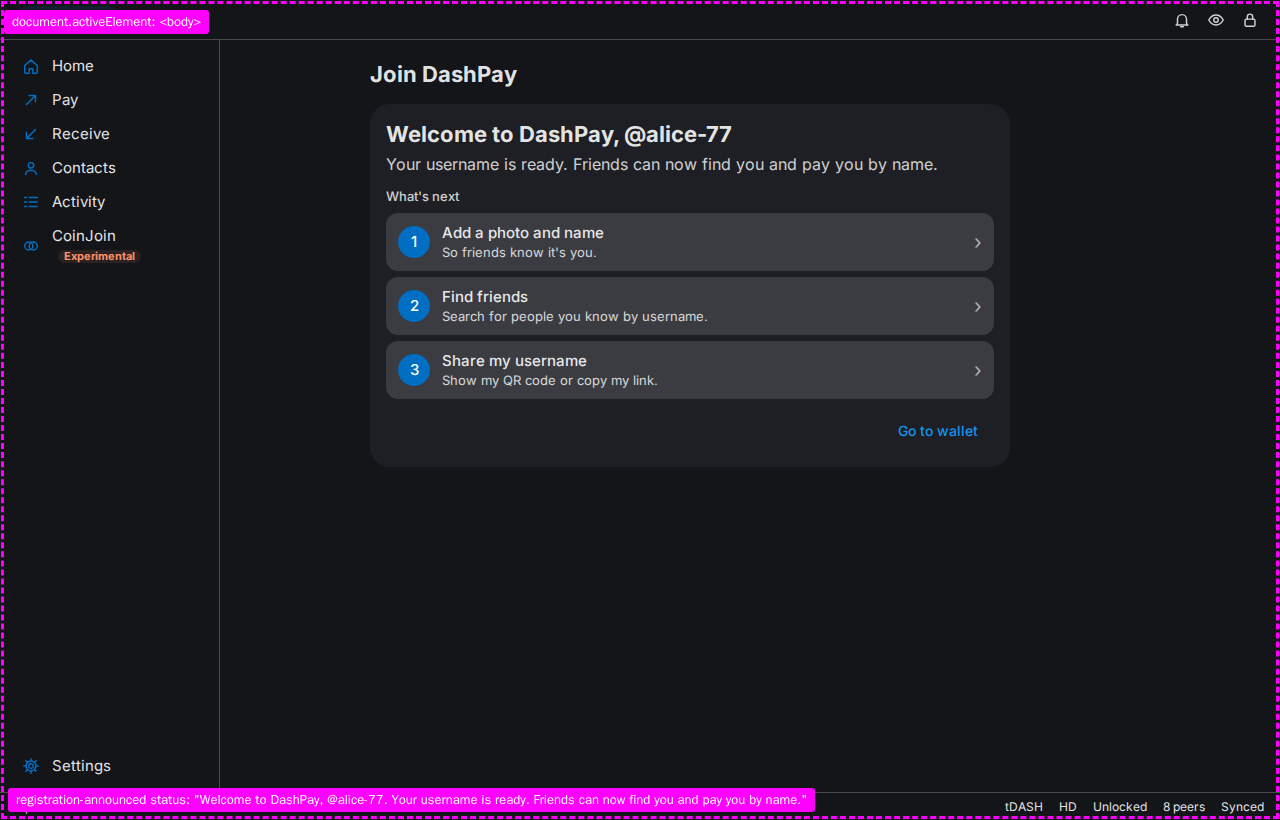 document.activeElement: <body>
Home
Pay
Receive
Contacts
Activity
CoinJoin
Experimental
Settings
Join DashPay
Welcome to DashPay, @alice-77
Your username is ready. Friends can now find you and pay you by name.
What's next
1
Add a photo and name
So friends know it's you.
2
Find friends
Search for people you know by username.
3
Share my username
Show my QR code or copy my link.
Go to wallet
registration-announced status: "Welcome to DashPay, @alice-77. Your username is ready. Friends can now find you and pay you by name."
tDASH HD Unlocked 8 peers Synced